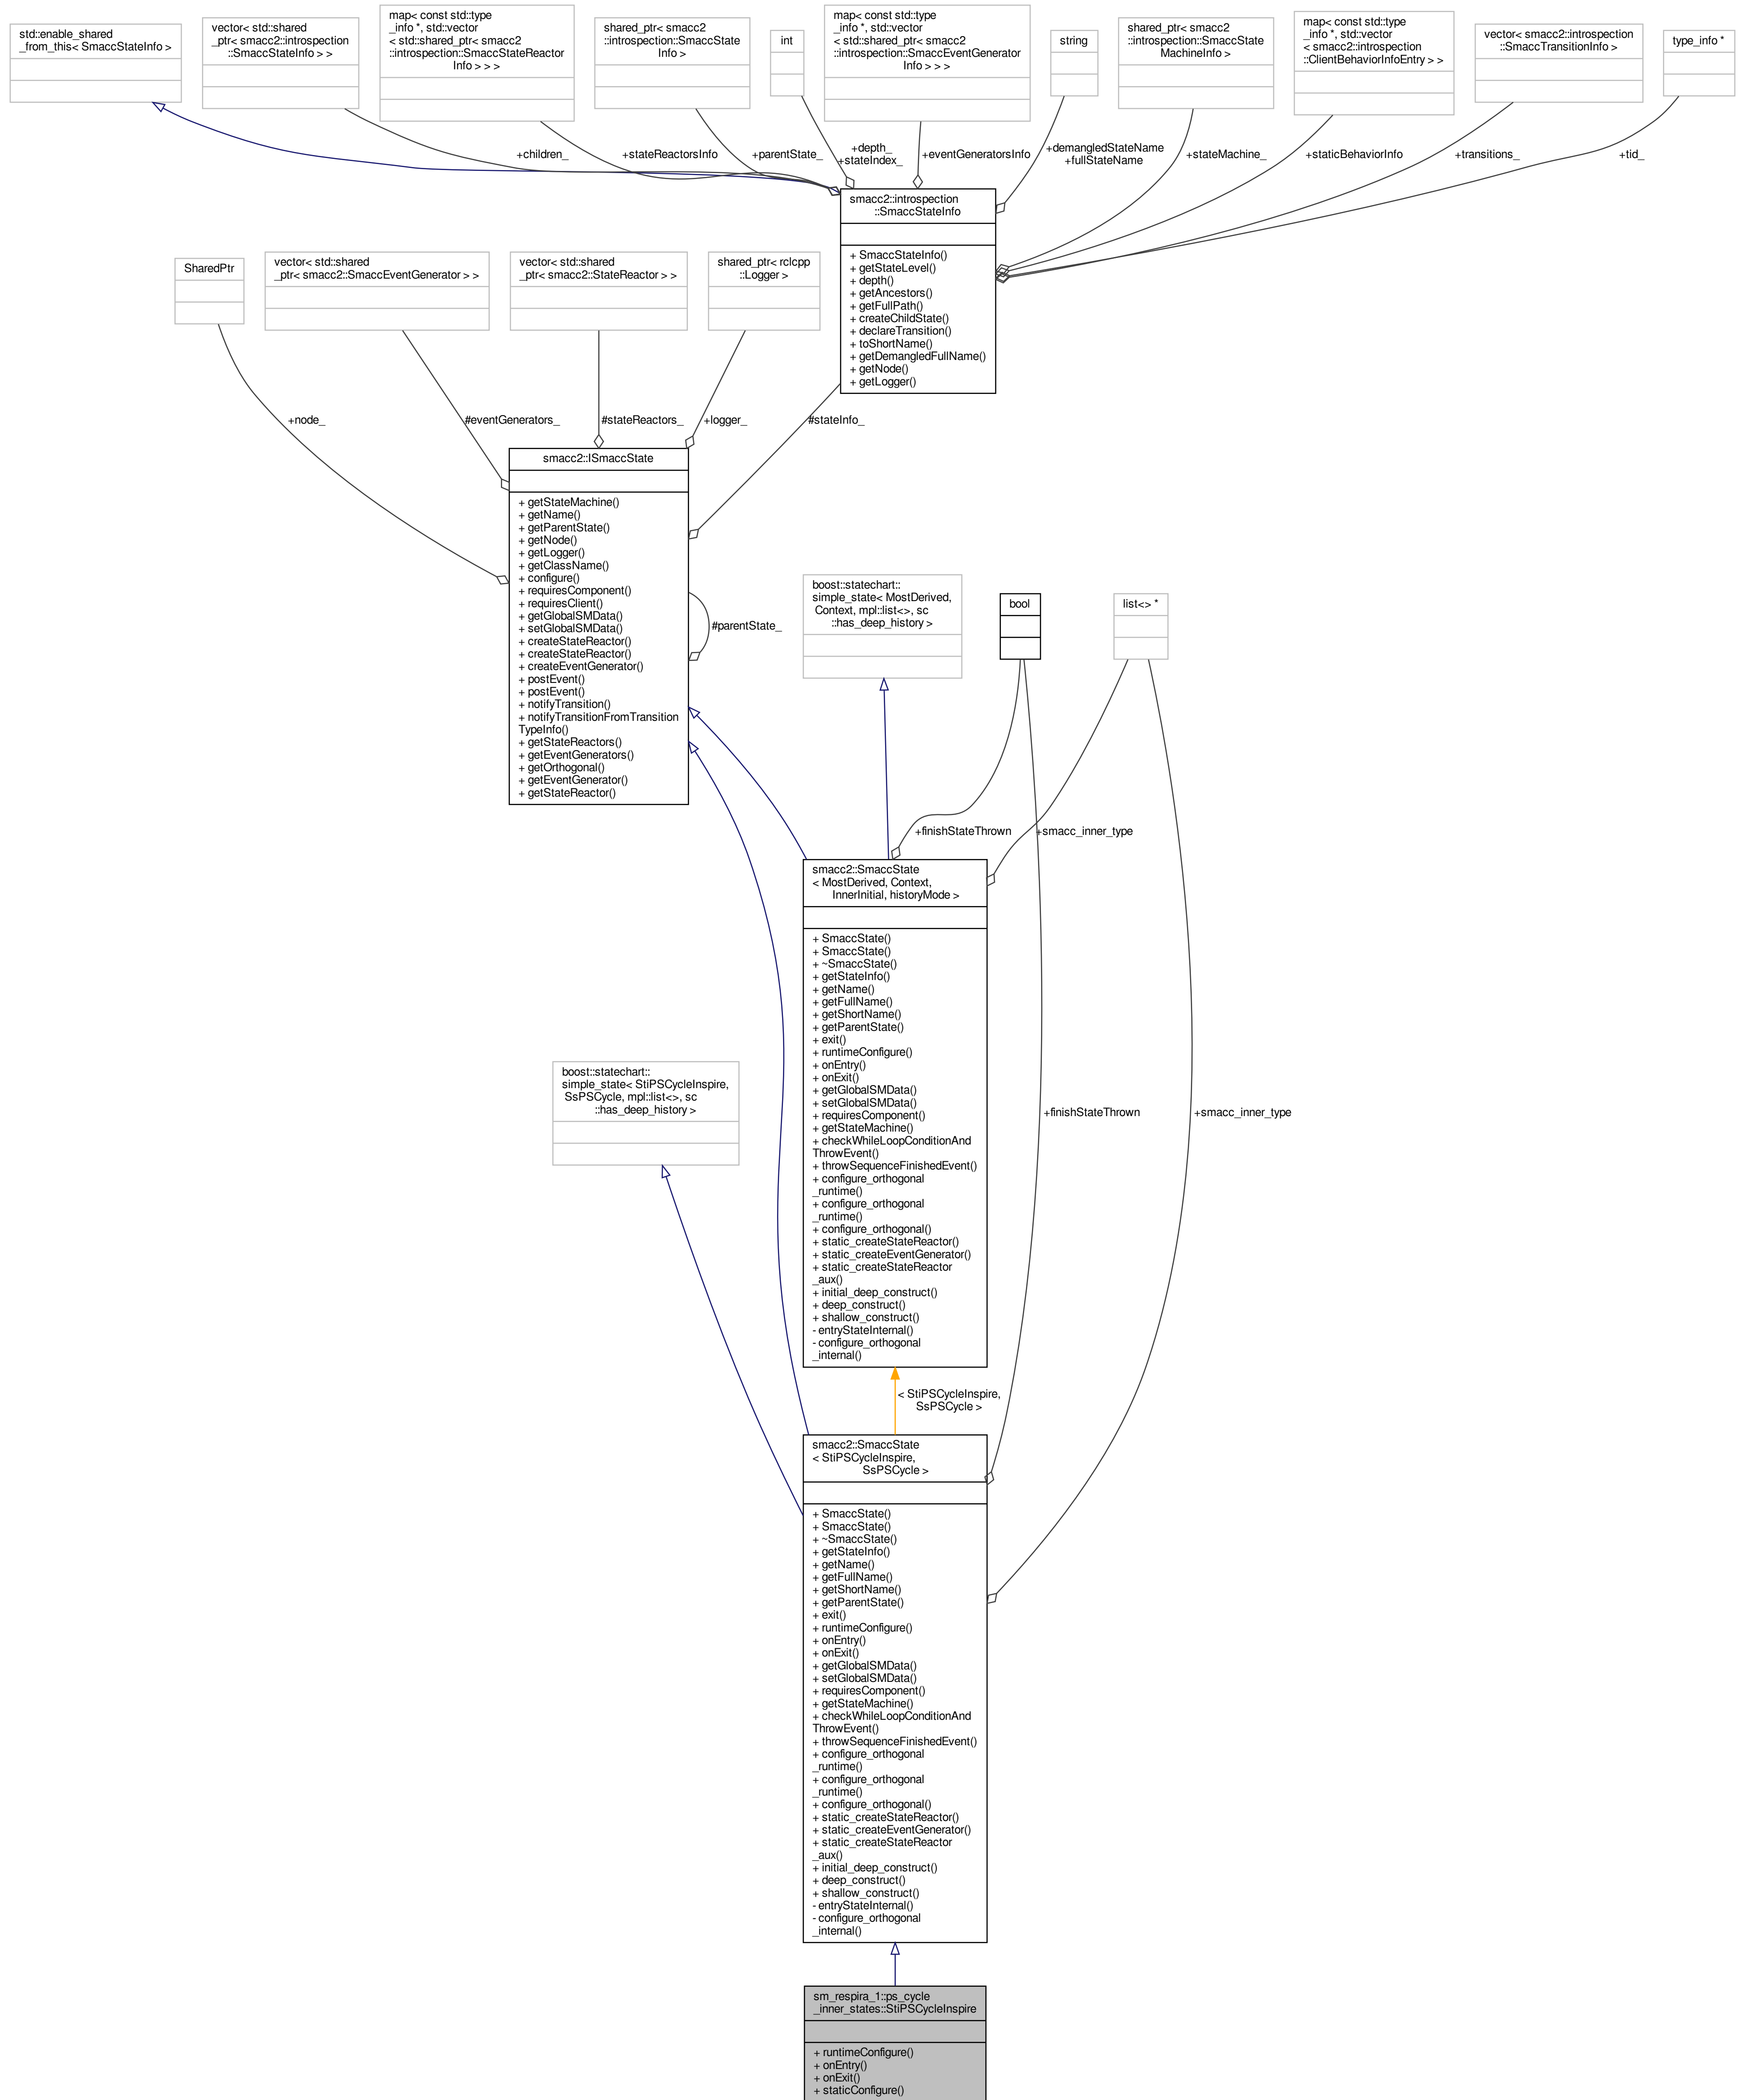 std::enable_shared
_from_this< SmaccStateInfo >
vector< std::shared
_ptr< smacc2::introspection
::SmaccStateInfo > >
map< const std::type
_info *, std::vector
< std::shared_ptr< smacc2
::introspection::SmaccStateReactor
Info > > >
shared_ptr< smacc2
::introspection::SmaccState
Info >
int
map< const std::type
_info *, std::vector
< std::shared_ptr< smacc2
::introspection::SmaccEventGenerator
Info > > >
string
shared_ptr< smacc2
::introspection::SmaccState
MachineInfo >
map< const std::type
_info *, std::vector
< smacc2::introspection
::ClientBehaviorInfoEntry > >
vector< smacc2::introspection
::SmaccTransitionInfo >
type_info *
+children_
+stateReactorsInfo
+parentState_
+depth_
+stateIndex_
+eventGeneratorsInfo
+demangledStateName
+fullStateName
+stateMachine_
+staticBehaviorInfo
+transitions_
+tid_
smacc2::introspection
::SmaccStateInfo
+ SmaccStateInfo()
+ getStateLevel()
+ depth()
+ getAncestors()
+ getFullPath()
+ createChildState()
+ declareTransition()
+ toShortName()
+ getDemangledFullName()
+ getNode()
+ getLogger()
SharedPtr
vector< std::shared
_ptr< smacc2::SmaccEventGenerator > >
vector< std::shared
_ptr< smacc2::StateReactor > >
shared_ptr< rclcpp
::Logger >
+node_
#eventGenerators_
#stateReactors_
+logger_
#stateInfo_
smacc2::ISmaccState
+ getStateMachine()
+ getName()
+ getParentState()
+ getNode()
+ getLogger()
+ getClassName()
+ configure()
+ requiresComponent()
+ requiresClient()
+ getGlobalSMData()
+ setGlobalSMData()
+ createStateReactor()
+ createStateReactor()
+ createEventGenerator()
+ postEvent()
+ postEvent()
+ notifyTransition()
+ notifyTransitionFromTransition
TypeInfo()
+ getStateReactors()
+ getEventGenerators()
+ getOrthogonal()
+ getEventGenerator()
+ getStateReactor()
#parentState_
boost::statechart::
simple_state< MostDerived,
Context, mpl::list<>, sc
::has_deep_history >
bool
list<> *
+finishStateThrown
+smacc_inner_type
smacc2::SmaccState
< MostDerived, Context,
InnerInitial, historyMode >
+ SmaccState()
+ SmaccState()
+ ~SmaccState()
+ getStateInfo()
+ getName()
+ getFullName()
+ getShortName()
+ getParentState()
+ exit()
+ runtimeConfigure()
+ onEntry()
+ onExit()
+ getGlobalSMData()
+ setGlobalSMData()
+ requiresComponent()
+ getStateMachine()
+ checkWhileLoopConditionAnd
ThrowEvent()
+ throwSequenceFinishedEvent()
+ configure_orthogonal
_runtime()
+ configure_orthogonal
_runtime()
+ configure_orthogonal()
+ static_createStateReactor()
+ static_createEventGenerator()
+ static_createStateReactor
_aux()
+ initial_deep_construct()
+ deep_construct()
+ shallow_construct()
- entryStateInternal()
- configure_orthogonal
_internal()
boost::statechart::
simple_state< StiPSCycleInspire,
SsPSCycle, mpl::list<>, sc
::has_deep_history >
+finishStateThrown
+smacc_inner_type
< StiPSCycleInspire,
SsPSCycle >
smacc2::SmaccState
< StiPSCycleInspire,
SsPSCycle >
+ SmaccState()
+ SmaccState()
+ ~SmaccState()
+ getStateInfo()
+ getName()
+ getFullName()
+ getShortName()
+ getParentState()
+ exit()
+ runtimeConfigure()
+ onEntry()
+ onExit()
+ getGlobalSMData()
+ setGlobalSMData()
+ requiresComponent()
+ getStateMachine()
+ checkWhileLoopConditionAnd
ThrowEvent()
+ throwSequenceFinishedEvent()
+ configure_orthogonal
_runtime()
+ configure_orthogonal
_runtime()
+ configure_orthogonal()
+ static_createStateReactor()
+ static_createEventGenerator()
+ static_createStateReactor
_aux()
+ initial_deep_construct()
+ deep_construct()
+ shallow_construct()
- entryStateInternal()
- configure_orthogonal
_internal()
sm_respira_1::ps_cycle
_inner_states::StiPSCycleInspire
+ runtimeConfigure()
+ onEntry()
+ onExit()
+ staticConfigure()